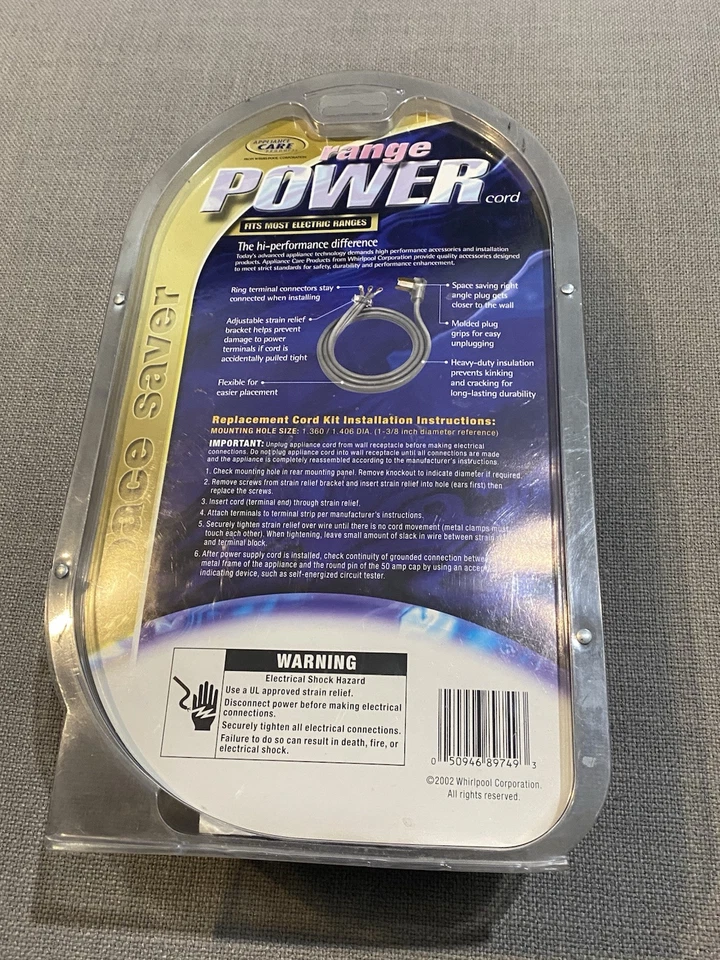 APPLIANCE
CARE
FROM WHIRLPOOL CORPORATION
range
POWER
cord
FITS MOST ELECTRIC RANGES
The hi-performance difference
Today's advanced appliance technology demands high performance accessories and installation
products. Appliance Care Products from Whirlpool Corporation provide quality accessories designed
to meet strict standards for safety, durability and performance enhancement.
Ring terminal connectors stay
connected when installing
Adjustable strain relief
bracket helps prevent
damage to power
terminals if cord is
accidentally pulled tight
Flexible for
easier placement
Space saving right
angle plug gets
closer to the wall
Molded plug
grips for easy
unplugging
Heavy-duty insulation
prevents kinking
and cracking for
long-lasting durability
ace saver
Replacement Cord Kit Installation Instructions:
MOUNTING HOLE SIZE: 1.360 / 1.406 DIA. (1-3/8 inch diameter reference)
IMPORTANT: Unplug appliance cord from wall receptacle before making electrical
connections. Do not plug appliance cord into wall receptacle until all connections are made
and the appliance is completely reassembled according to the manufacturer's instructions.
1. Check mounting hole in rear mounting panel. Remove knockout to indicate diameter if required.
2. Remove screws from strain relief bracket and insert strain relief into hole (ears first) then
replace the screws.
3. Insert cord (terminal end) through strain relief.
4. Attach terminals to terminal strip per manufacturer's instructions.
5. Securely tighten strain relief over wire until there is no cord movement (metal clamps must
touch each other). When tightening, leave small amount of slack in wire between strain
and terminal block.
6. After power supply cord is installed, check continuity of grounded connection between
metal frame of the appliance and the round pin of the 50 amp cap by using an accep
indicating device, such as self-energized circuit tester.
WARNING
Electrical Shock Hazard
Use a UL approved strain relief.
Disconnect power before making electrical
connections.
Securely tighten all electrical connections.
Failure to do so can result in death, fire, or
electrical shock.
0 50946 89749 3
©2002 Whirlpool Corporation.
All rights reserved.